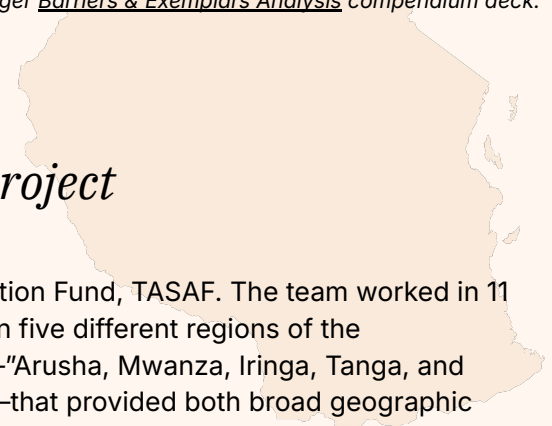 ger Barriers & Exemplars Analysis compendium deck.
roject
tion Fund, TASAF. The team worked in 11
n five different regions of the
-”Arusha, Mwanza, Iringa, Tanga, and
–that provided both broad geographic